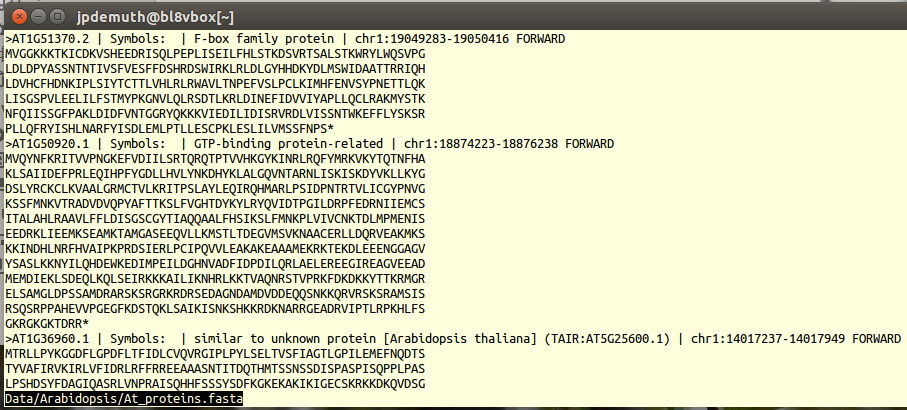 jpdemuth@bl8vbox[~]
>AT1G51370.2 | Symbols:  | F-box family protein | chr1:19049283-19050416 FORWARD
MVGGKKKTKICDKVSHEEDRISQLPEPLISEILFHLSTKDSVRTSALSTKWRYLWQSVPG
LDLDPYASSNTNTIVSFVESFFDSHRDSWIRKLRLDLGYHHDKYDLMSWIDAATTRRIQH
LDVHCFHDNKIPLSIYTCTTLVHLRLRWAVLTNPEFVSLPCLKIMHFENVSYPNETTLQK
LISGSPVLEELILFSTMYPKGNVLQLRSDTLKRLDINEFIDVVIYAPLLQCLRAKMYSTK
NFQIISSGFPAKLDIDFVNTGGRYQKKKVIEDILIDISRVRDLVISSNTWKEFFLYSKSR
PLLQFRYISHLNARFYISDLEMLPTLLESCPKLESLILVMSSFNPS*
>AT1G50920.1 | Symbols:  | GTP-binding protein-related | chr1:18874223-18876238 FORWARD
MVQYNFKRITVVPNGKEFVDIILSRTQRQTPTVVHKGYKINRLRQFYMRKVKYTQTNFHA
KLSAIIDEFPRLEQIHPFYGDLLHVLYNKDHYKLALGQVNTARNLISKISKDYVKLLKYG
DSLYRCKCLKVAALGRMCTVLKRITPSLAYLEQIRQHMARLPSIDPNTRTVLICGYPNVG
KSSFMNKVTRADVDVQPYAFTTKSLFVGHTDYKYLRYQVIDTPGILDRPFEDRNIIEMCS
ITALAHLRAAVLFFLDISGSCGYTIAQQAALFHSIKSLFMNKPLVIVCNKTDLMPMENIS
EEDRKLIEEMKSEAMKTAMGASEEQVLLKMSTLTDEGVMSVKNAACERLLDQRVEAKMKS
KKINDHLNRFHVAIPKPRDSIERLPCIPQVVLEAKAKEAAAMEKRKTEKDLEEENGGAGV
YSASLKKNYILQHDEWKEDIMPEILDGHNVADFIDPDILQRLAELEREEGIREAGVEEAD
MEMDIEKLSDEQLKQLSEIRKKKAILIKNHRLKKTVAQNRSTVPRKFDKDKKYTTKRMGR
ELSAMGLDPSSAMDRARSKSRGRKRDRSEDAGNDAMDVDDEQQSNKKQRVRSKSRAMSIS
RSQSRPPAHEVVPGEGFKDSTQKLSAIKISNKSHKKRDKNARRGEADRVIPTLRPKHLFS
GKRGKGKTDRR*
>AT1G36960.1 | Symbols:  | similar to unknown protein [Arabidopsis thaliana] (TAIR:AT5G25600.1) | chr1:14017237-14017949 FORWARD
MTRLLPYKGGDFLGPDFLTFIDLCVQVRGIPLPYLSELTVSFIAGTLGPILEMEFNQDTS
TYVAFIRVKIRLVFIDRLRFFRREEAAASNTITDQTHMTSSNSSDISPASPISQPPLPAS
LPSHDSYFDAGIQASRLVNPRAISQHHFSSSYSDFKGKEKAKIKIGECSKRKKDKQVDSG
Data/Arabidopsis/At_proteins.fasta